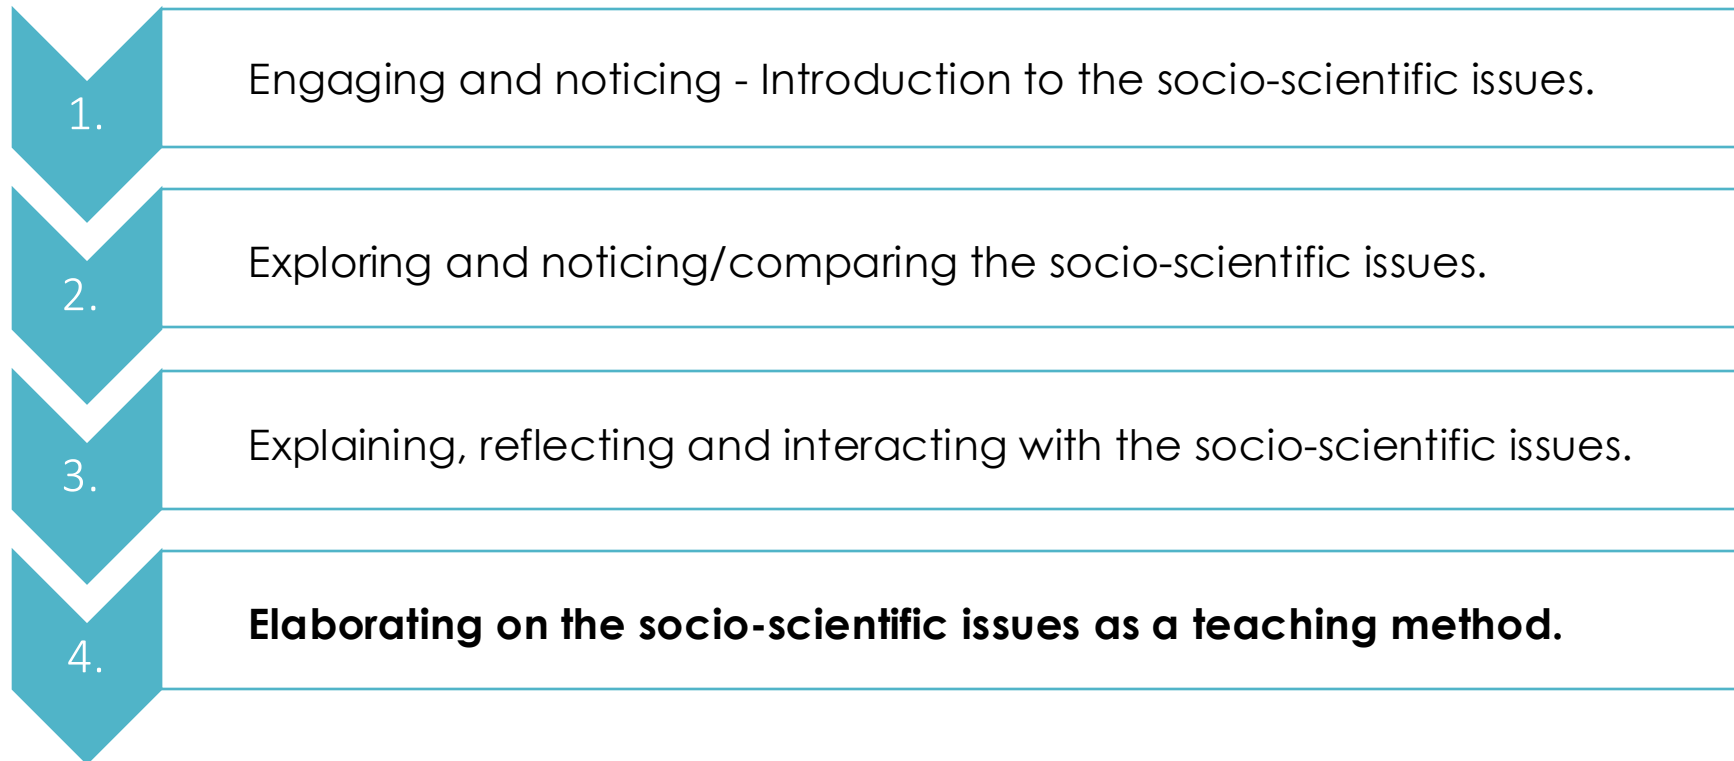 1.
Engaging and noticing - Introduction to the socio-scientific issues.
2.
Exploring and noticing/comparing the socio-scientific issues.
3.
Explaining, reflecting and interacting with the socio-scientific issues.
4.
Elaborating on the socio-scientific issues as a teaching method.